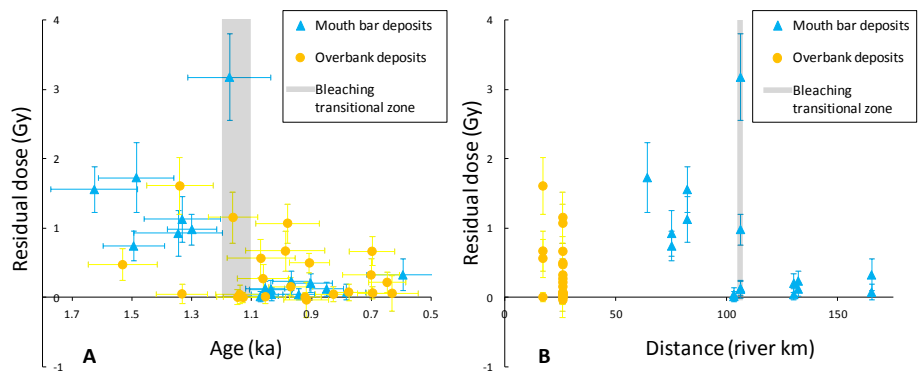 4
3
2
1
0
-1
Residual dose (Gy)
Mouth bar deposits
Overbank deposits
Bleaching
transitional zone
1.7 1.5 1.3 1.1 0.9 0.7 0.5
A
Age (ka)
4
3
2
1
0
-1
Residual dose (Gy)
Mouth bar deposits
Overbank deposits
Bleaching
transitional zone
0 50 100 150
Distance (river km)
B